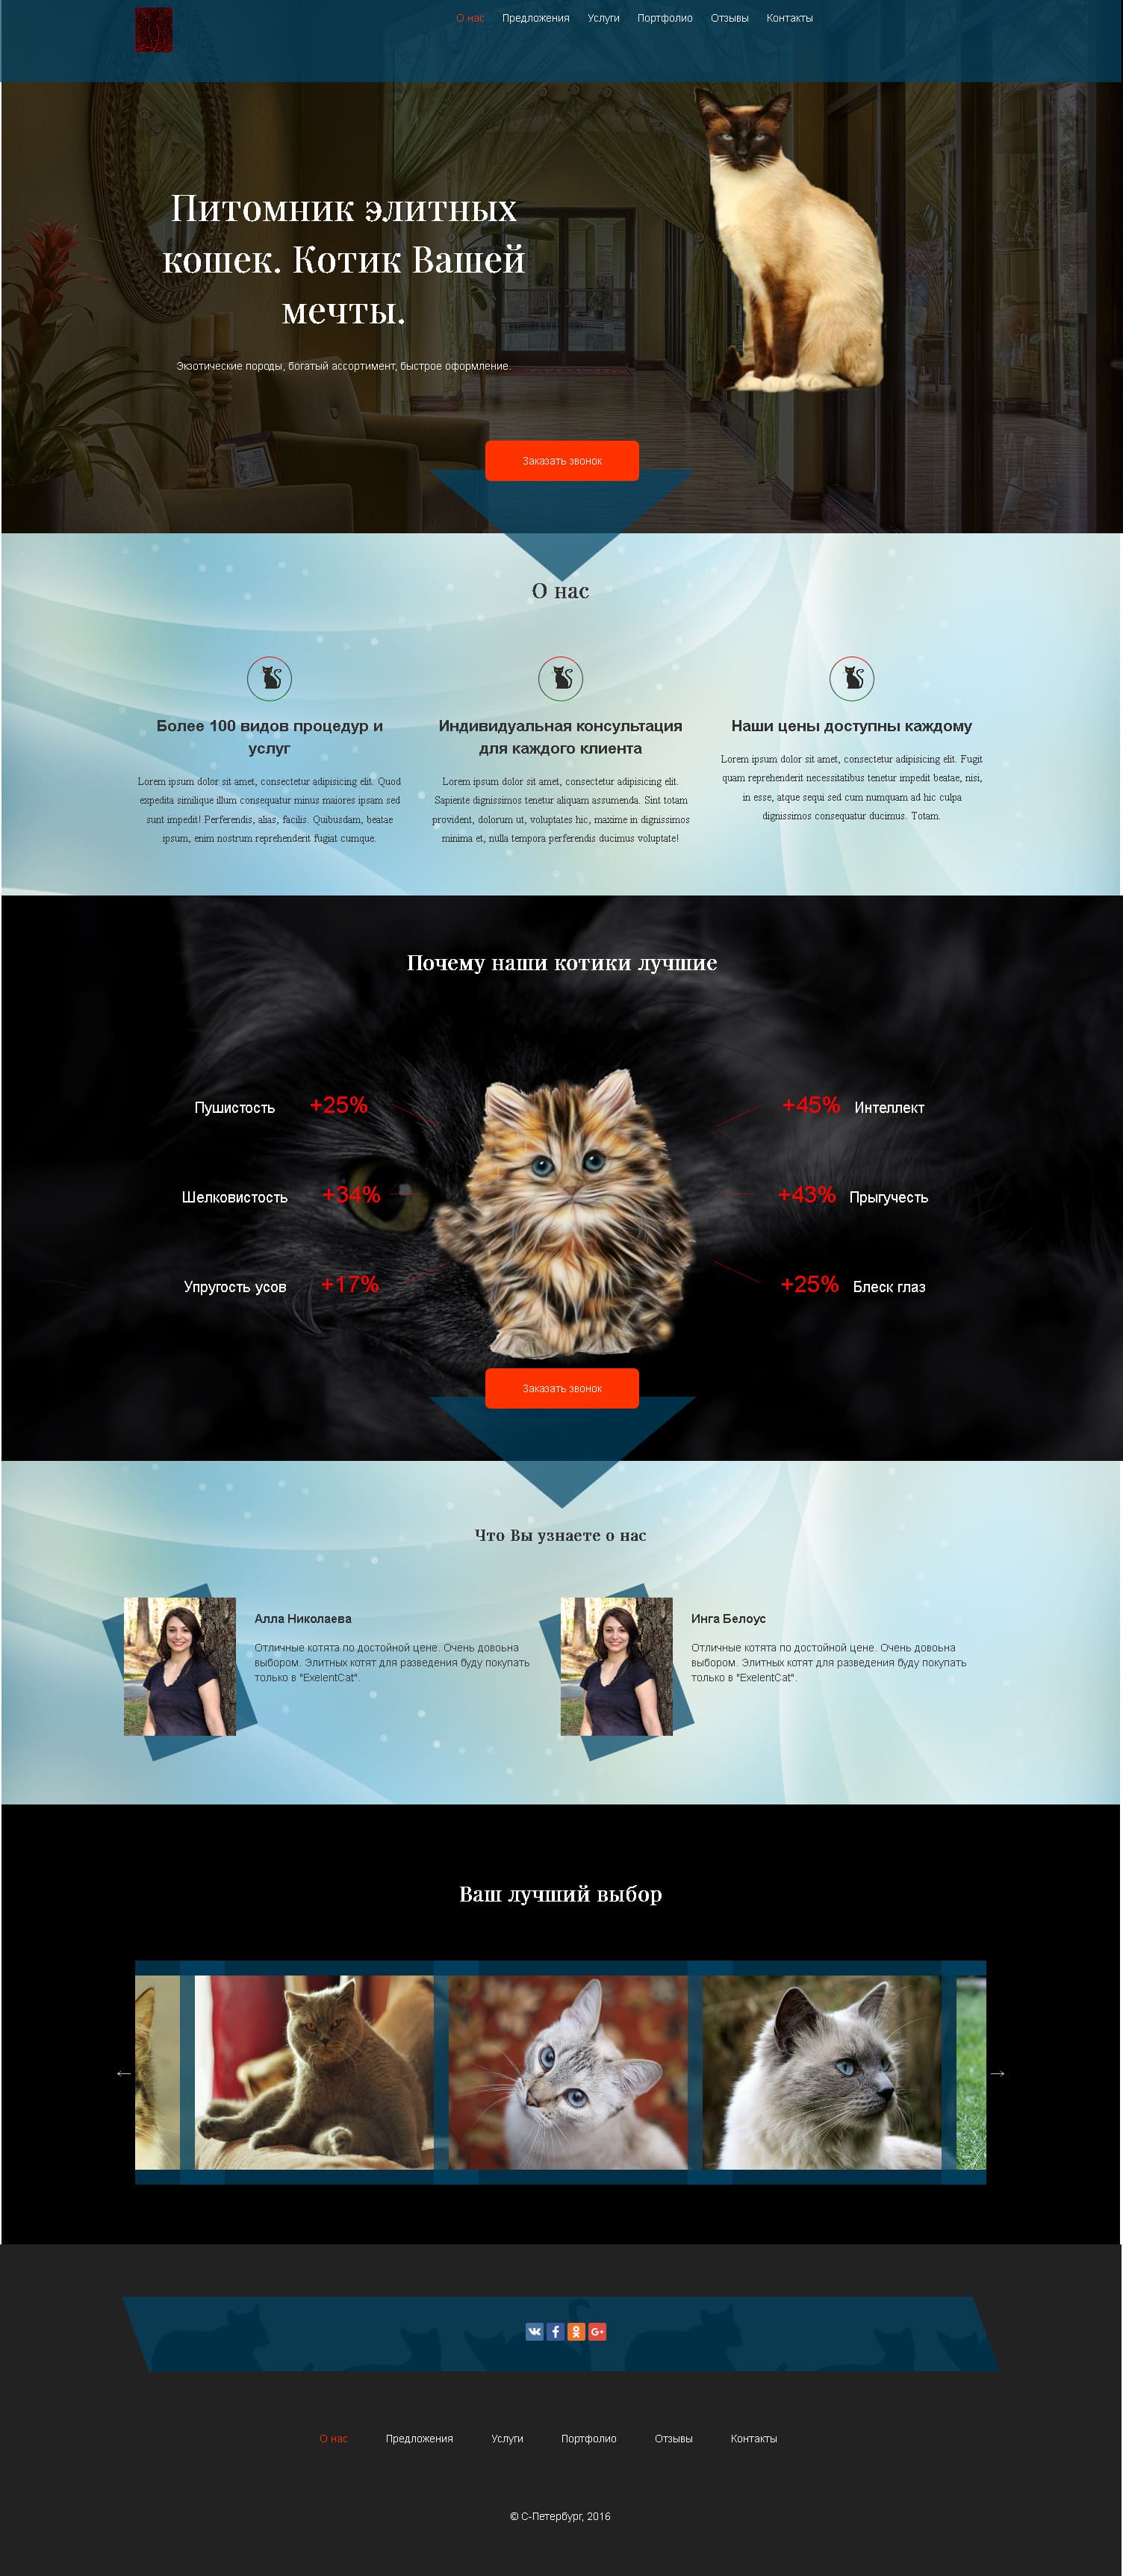 О нас Предложения Услуги Портфолио Отзывы Контакты
Питомник элитных
кошек. Котик Вашей
мечты.
Экзотические породы, богатый ассортимент, быстрое оформление.
Заказать звонок
О нас
Более 100 видов процедур и
услуг
Lorem ipsum dolor sit amet, consectetur adipisicing elit. Quod
expedita similique illum consequatur minus maiores ipsam sed
sunt impedit! Perferendis, alias, facilis. Quibusdam, beatae
ipsum, enim nostrum reprehenderit fugiat cumque.
Индивидуальная консультация
для каждого клиента
Lorem ipsum dolor sit amet, consectetur adipisicing elit.
Sapiente dignissimos tenetur aliquam assumenda. Sint totam
provident, dolorum ut, voluptates hic, maxime in dignissimos
minima et, nulla tempora perferendis ducimus voluptate!
Наши цены доступны каждому
Lorem ipsum dolor sit amet, consectetur adipisicing elit. Fugit
quam reprehenderit necessitatibus tenetur impedit beatae, nisi,
in esse, atque sequi sed cum numquam ad hic culpa
dignissimos consequatur ducimus. Totam.
Почему наши котики лучшие
Пушистость +25%
+45% Интеллект
Шелковистость +34%
+43% Прыгучесть
Упругость усов +17%
+25% Блеск глаз
Заказать звонок
Что Вы узнаете о нас
Алла Николаева
Отличные котята по достойной цене. Очень довоьна
выбором. Элитных котят для разведения буду покупать
только в "ExelentCat".
Инга Белоус
Отличные котята по достойной цене. Очень довоьна
выбором. Элитных котят для разведения буду покупать
только в "ExelentCat".
Ваш лучший выбор
О нас Предложения Услуги Портфолио Отзывы Контакты
© С-Петербург, 2016